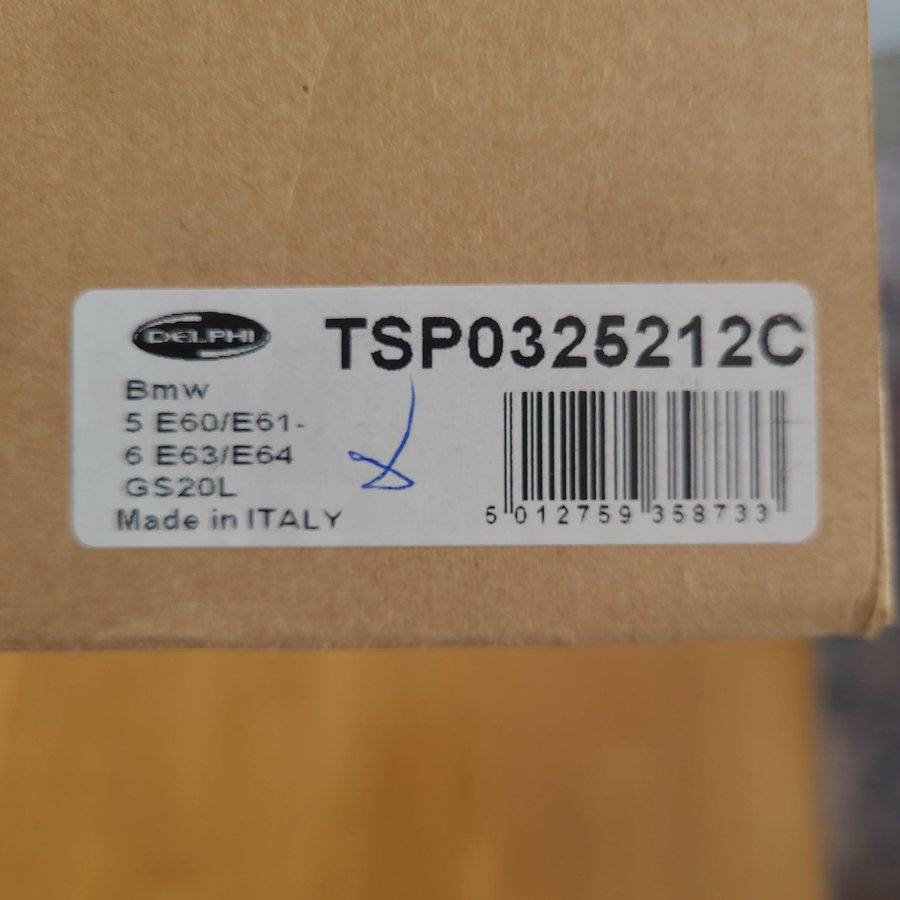 DELPHI TSP0325212C
Bmw
5 E60/E61-
6 E63/E64
GS20L
Made in ITALY
5 012759 358733